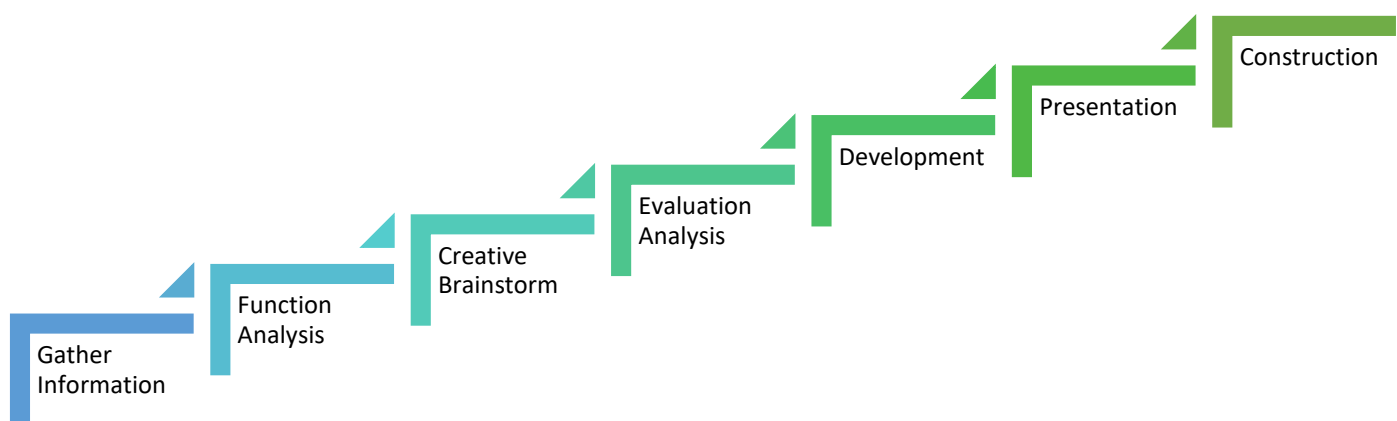 Gather
Information
Function
Analysis
Creative
Brainstorm
Evaluation
Analysis
Development
Presentation
Construction